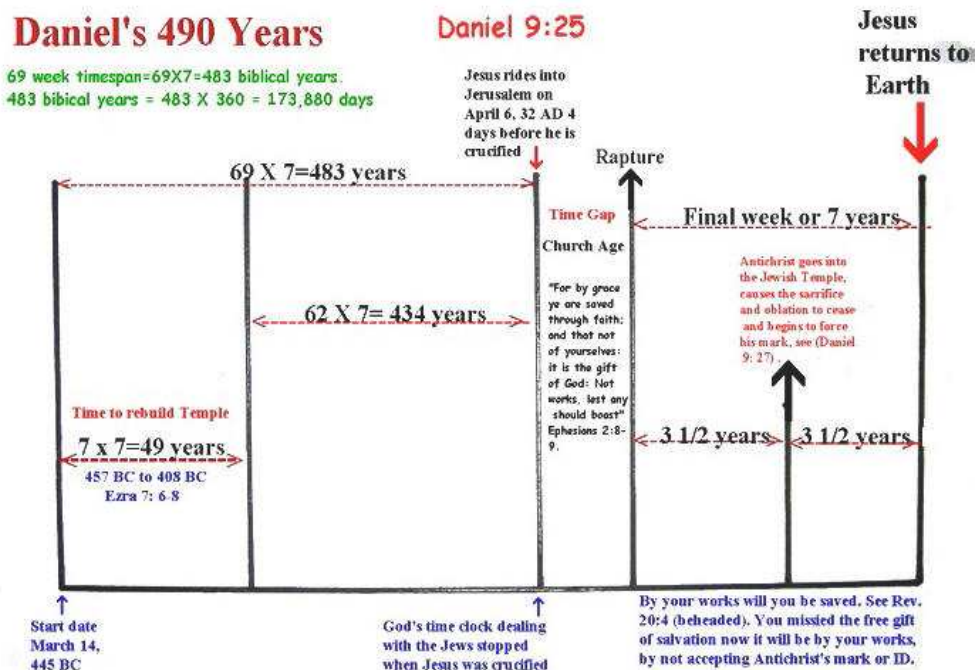 Daniel's 490 Years
Daniel 9:25
69 week timespan=69X7=483 biblical years.
483 bibical years = 483 X 360 = 173,880 days
Jesus rides into
Jerusalem on
April 6, 32 AD 4
days before he is
crucified
Jesus
returns to
Earth
69 X 7=483 years
Rapture
Time Gap
Church Age
Final week or 7 years
"For by grace
ye are saved
through faith;
and that not
of yourselves:
it is the gift
of God: Not
works, lest any
should boast"
Ephesians 2:8-
9.
62 X 7= 434 years
Antichrist goes into
the Jewish Temple,
causes the sacrifice
and oblation to cease
and begins to force
his mark, see (Daniel
9: 27) .
Time to rebuild Temple
7 x 7=49 years
457 BC to 408 BC
Ezra 7: 6-8
3 1/2 years
3 1/2 years
Start date
March 14,
445 BC
God's time clock dealing
with the Jews stopped
when Jesus was crucified
By your works will you be saved. See Rev.
20:4 (beheaded). You missied the free gift
of salvation now it will be by your works,
by not accepting Antichrist's mark or ID.